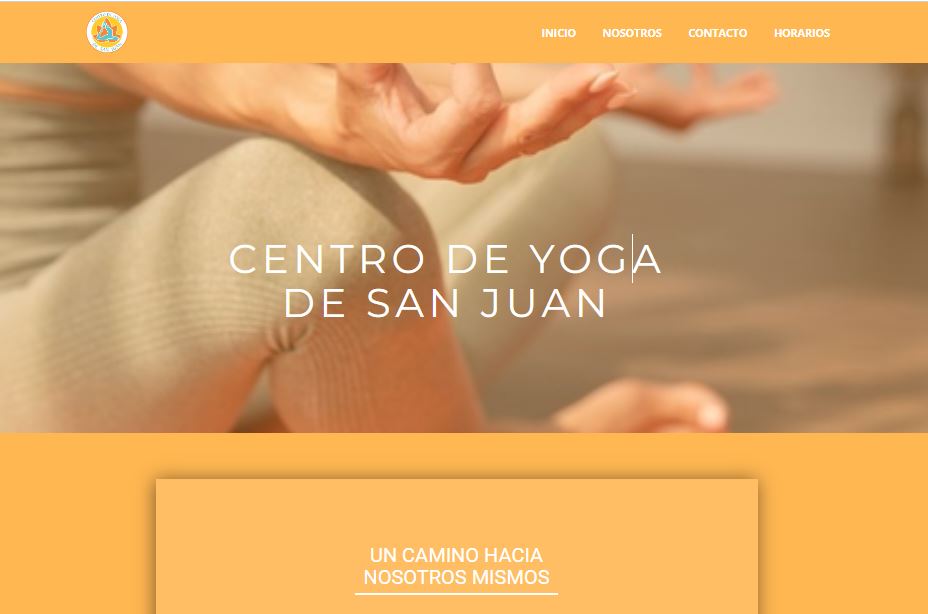 INICIO NOSOTROS CONTACTO HORARIOS
CENTRO DE YOGA
DE SAN JUAN
UN CAMINO HACIA
NOSOTROS MISMOS